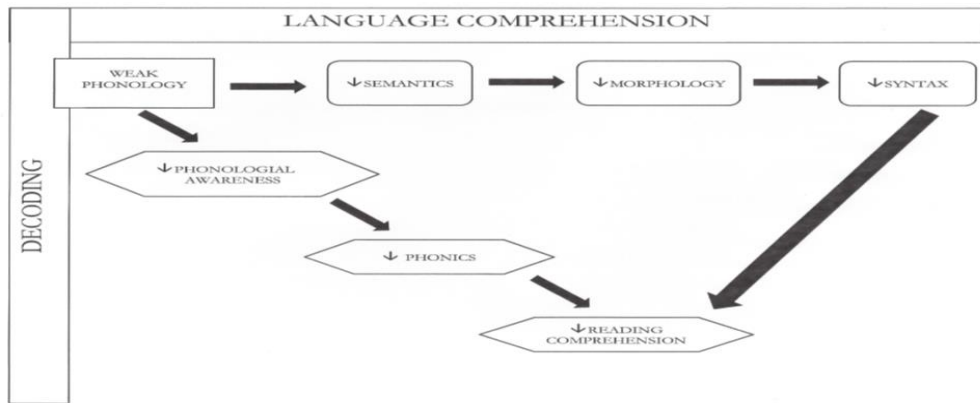 LANGUAGE COMPREHENSION
DECODING
WEAK
PHONOLOGY
↓SEMANTICS
↓MORPHOLOGY
↓SYNTAX
↓PHONOLOGIAL
AWARENESS
↓ PHONICS
↓READING
COMPREHENSION